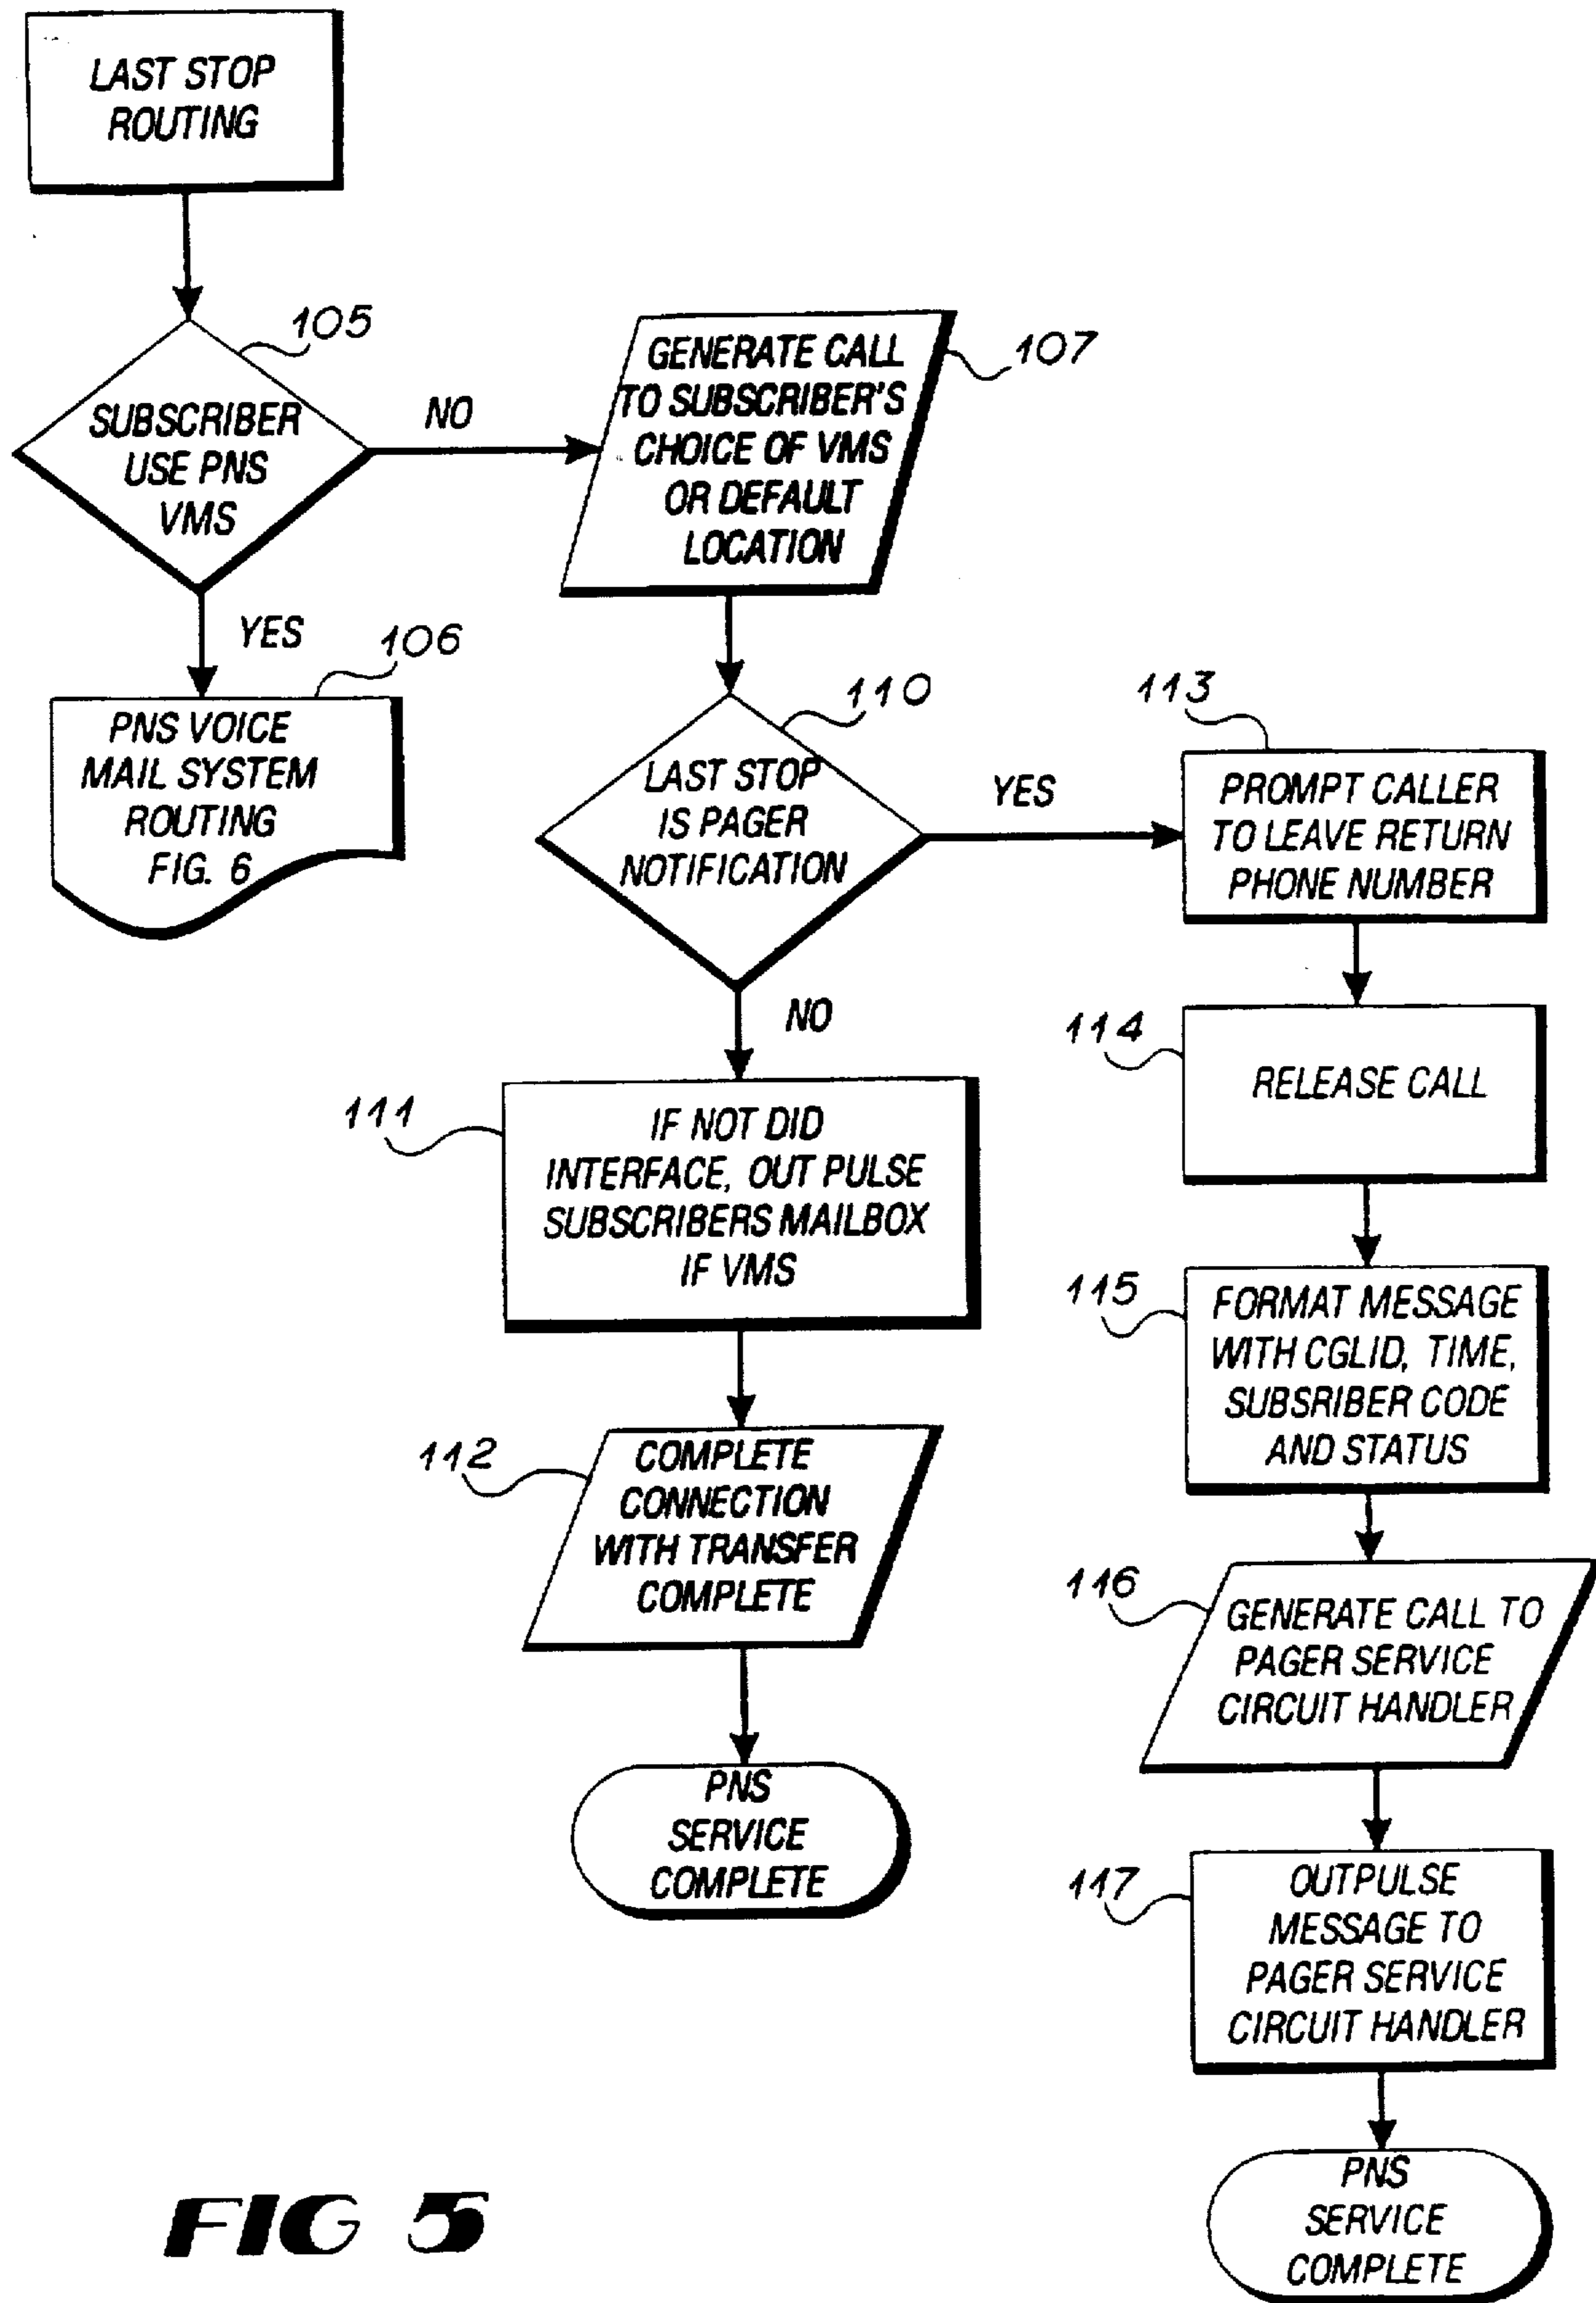 LAST STOP
ROUTING
105
SUBSCRIBER
USE PNS
VMS
NO
YES
106
PNS VOICE
MAIL SYSTEM
ROUTING
FIG. 6
GENERATE CALL
TO SUBSCRIBER'S
CHOICE OF VMS
OR DEFAULT
LOCATION
107
110
LAST STOP
IS PAGER
NOTIFICATION
YES
NO
111
IF NOT DID
INTERFACE, OUT PULSE
SUBSCRIBERS MAILBOX
IF VMS
112
COMPLETE
CONNECTION
WITH TRANSFER
COMPLETE
PNS
SERVICE
COMPLETE
113
PROMPT CALLER
TO LEAVE RETURN
PHONE NUMBER
114
RELEASE CALL
115
FORMAT MESSAGE
WITH CGLID, TIME,
SUBSRIBER CODE
AND STATUS
116
GENERATE CALL TO
PAGER SERVICE
CIRCUIT HANDLER
117
OUTPULSE
MESSAGE TO
PAGER SERVICE
CIRCUIT HANDLER
PNS
SERVICE
COMPLETE
FIG 5